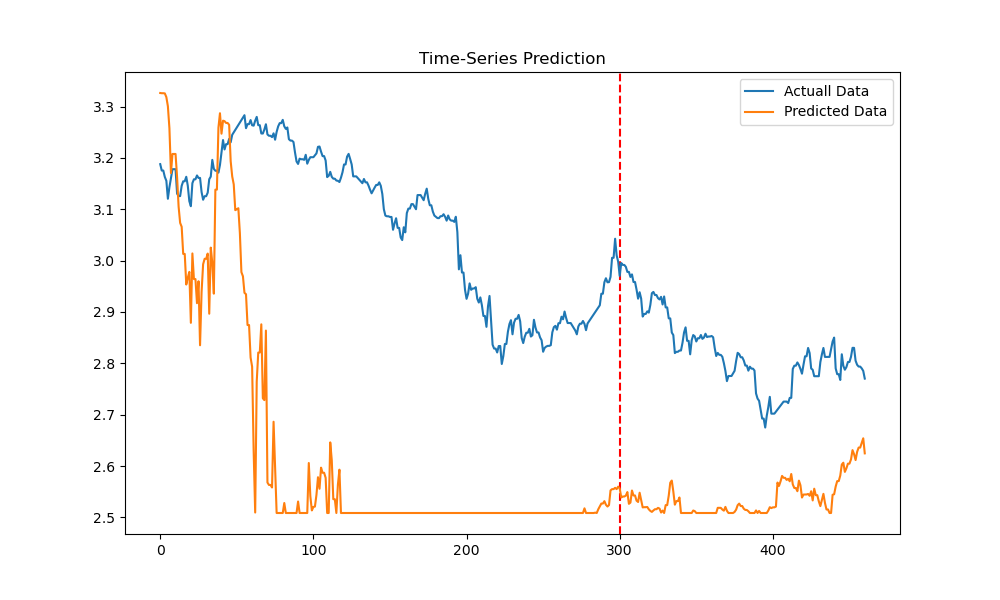 Time-Series Prediction
Actuall Data
Predicted Data
3.3
3.2
3.1
3.0
2.9
2.8
2.7
2.6
2.5
0 100 200 300 400